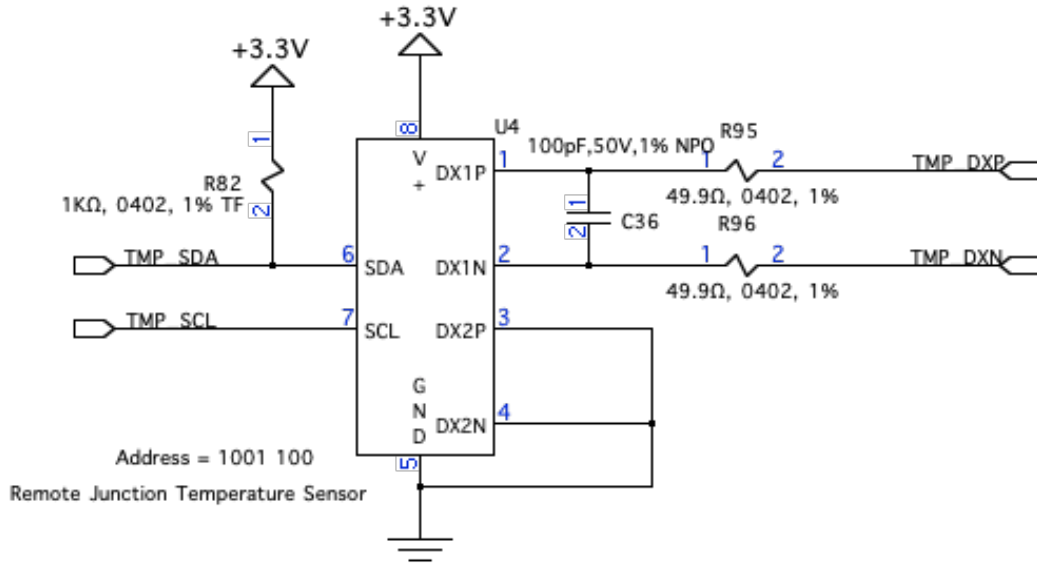 +3.3V
+3.3V
1
8
U4
V
+
1
100pF,50V,1% NPO
R95
1
2
DX1P
TMP_DXP
R82
1KΩ, 0402, 1% TF
2
1
2
C36
49.9Ω, 0402, 1%
R96
TMP_SDA
6
SDA
DX1N
2
1
2
TMP_DXN
49.9Ω, 0402, 1%
TMP_SCL
7
SCL
DX2P
3
G
N
D
DX2N
4
5
Address = 1001 100
Remote Junction Temperature Sensor